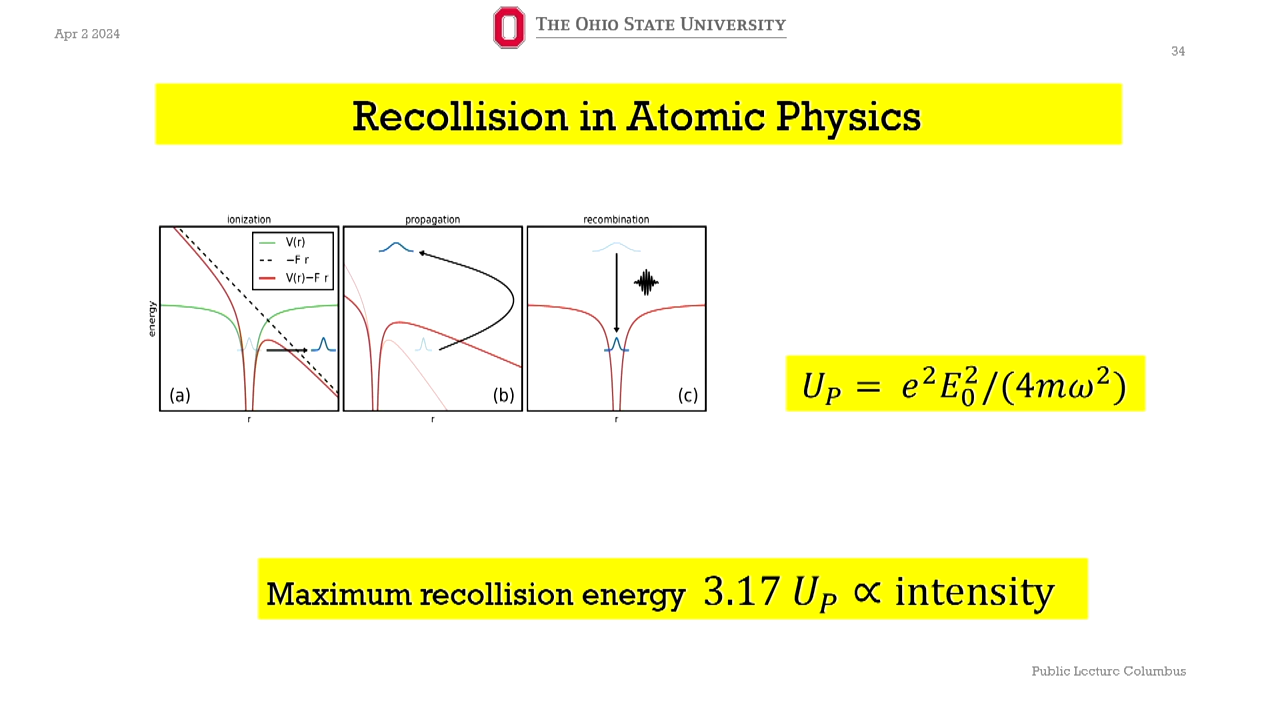 Apr 2 2024
THE OHIO STATE UNIVERSITY
34
Recollision in Atomic Physics
ionization
propagation
recombination
V(r)
−F r
V(r)−F r
energy
(a)
(b)
(c)
r
r
r
U_P = e²E₀²/(4mω²)
Maximum recollision energy 3.17 U_P ∝ intensity
Public Lecture Columbus